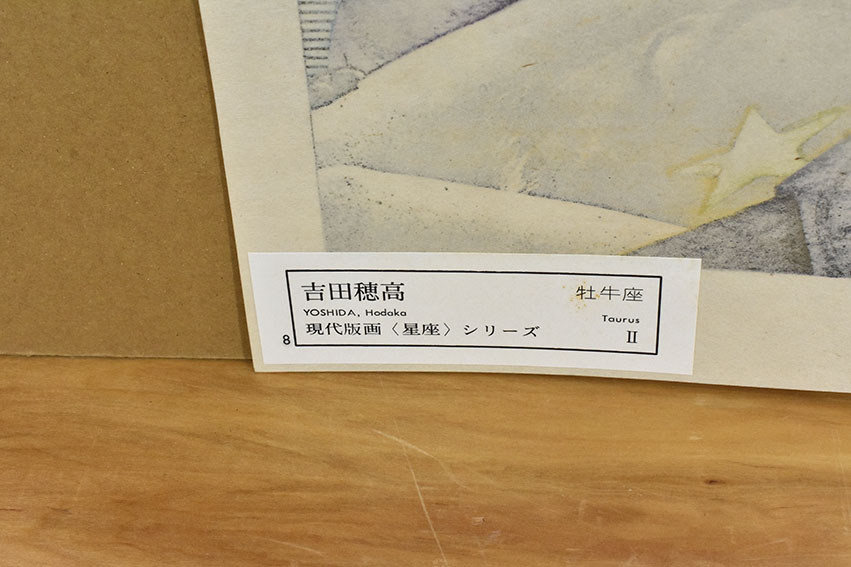 吉田穂高
YOSHIDA, Hodaka
現代版画〈星座〉シリーズ
8
牡牛座
Taurus
II